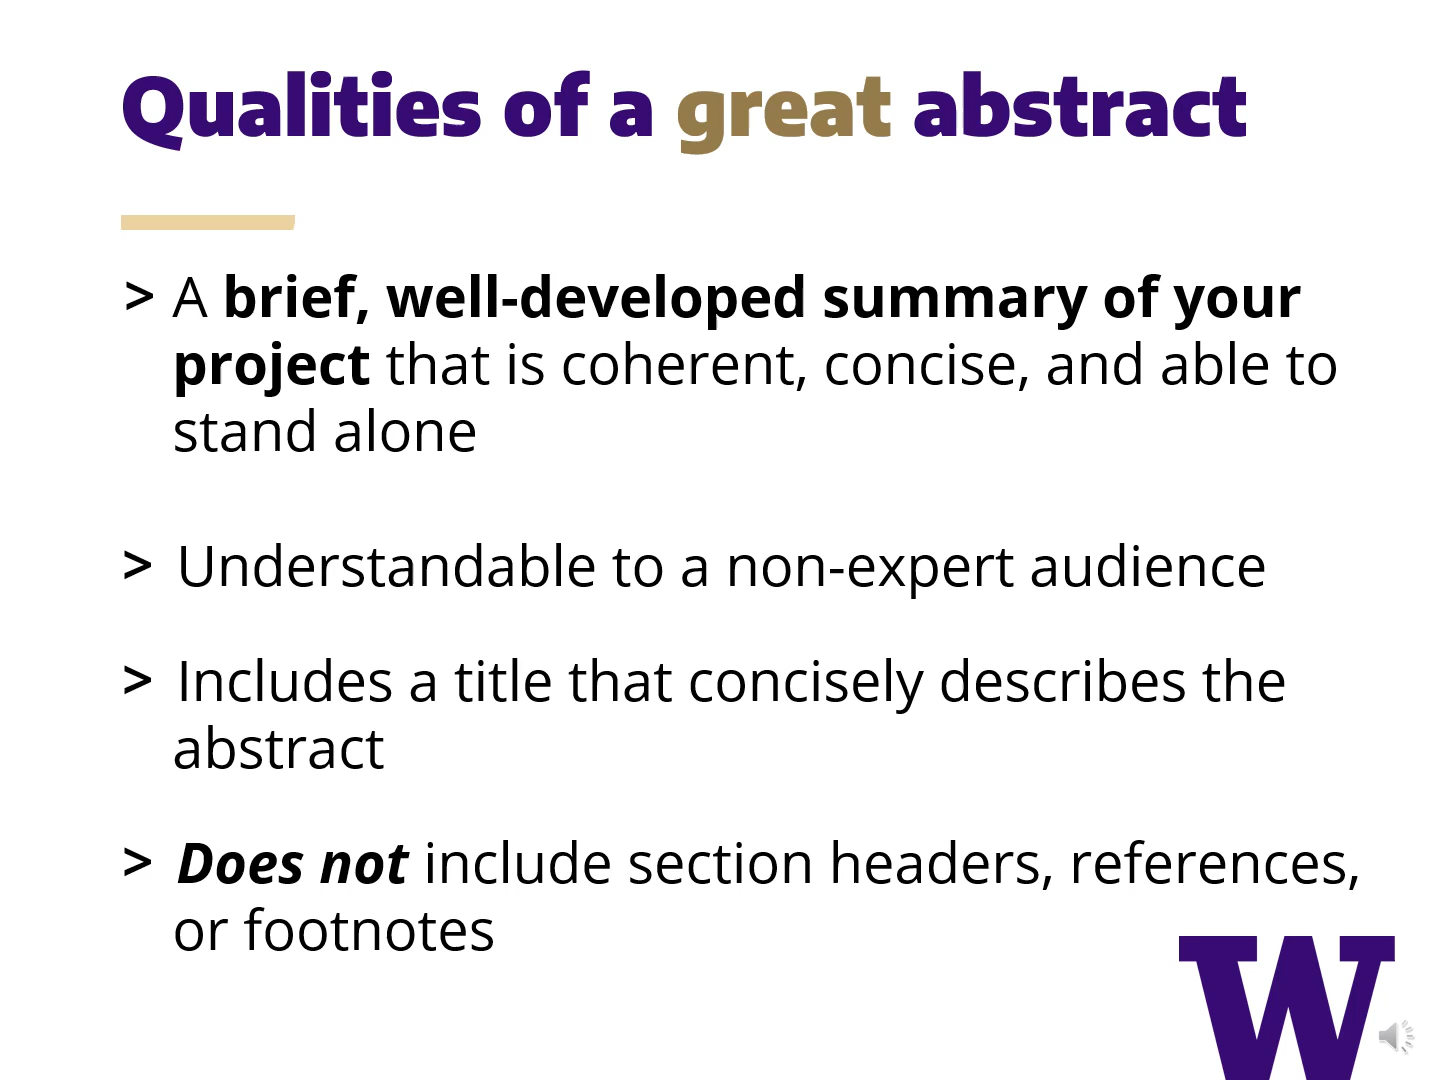 Qualities of a great abstract
> A brief, well-developed summary of your
project that is coherent, concise, and able to
stand alone
> Understandable to a non-expert audience
> Includes a title that concisely describes the
abstract
> Does not include section headers, references,
or footnotes
W